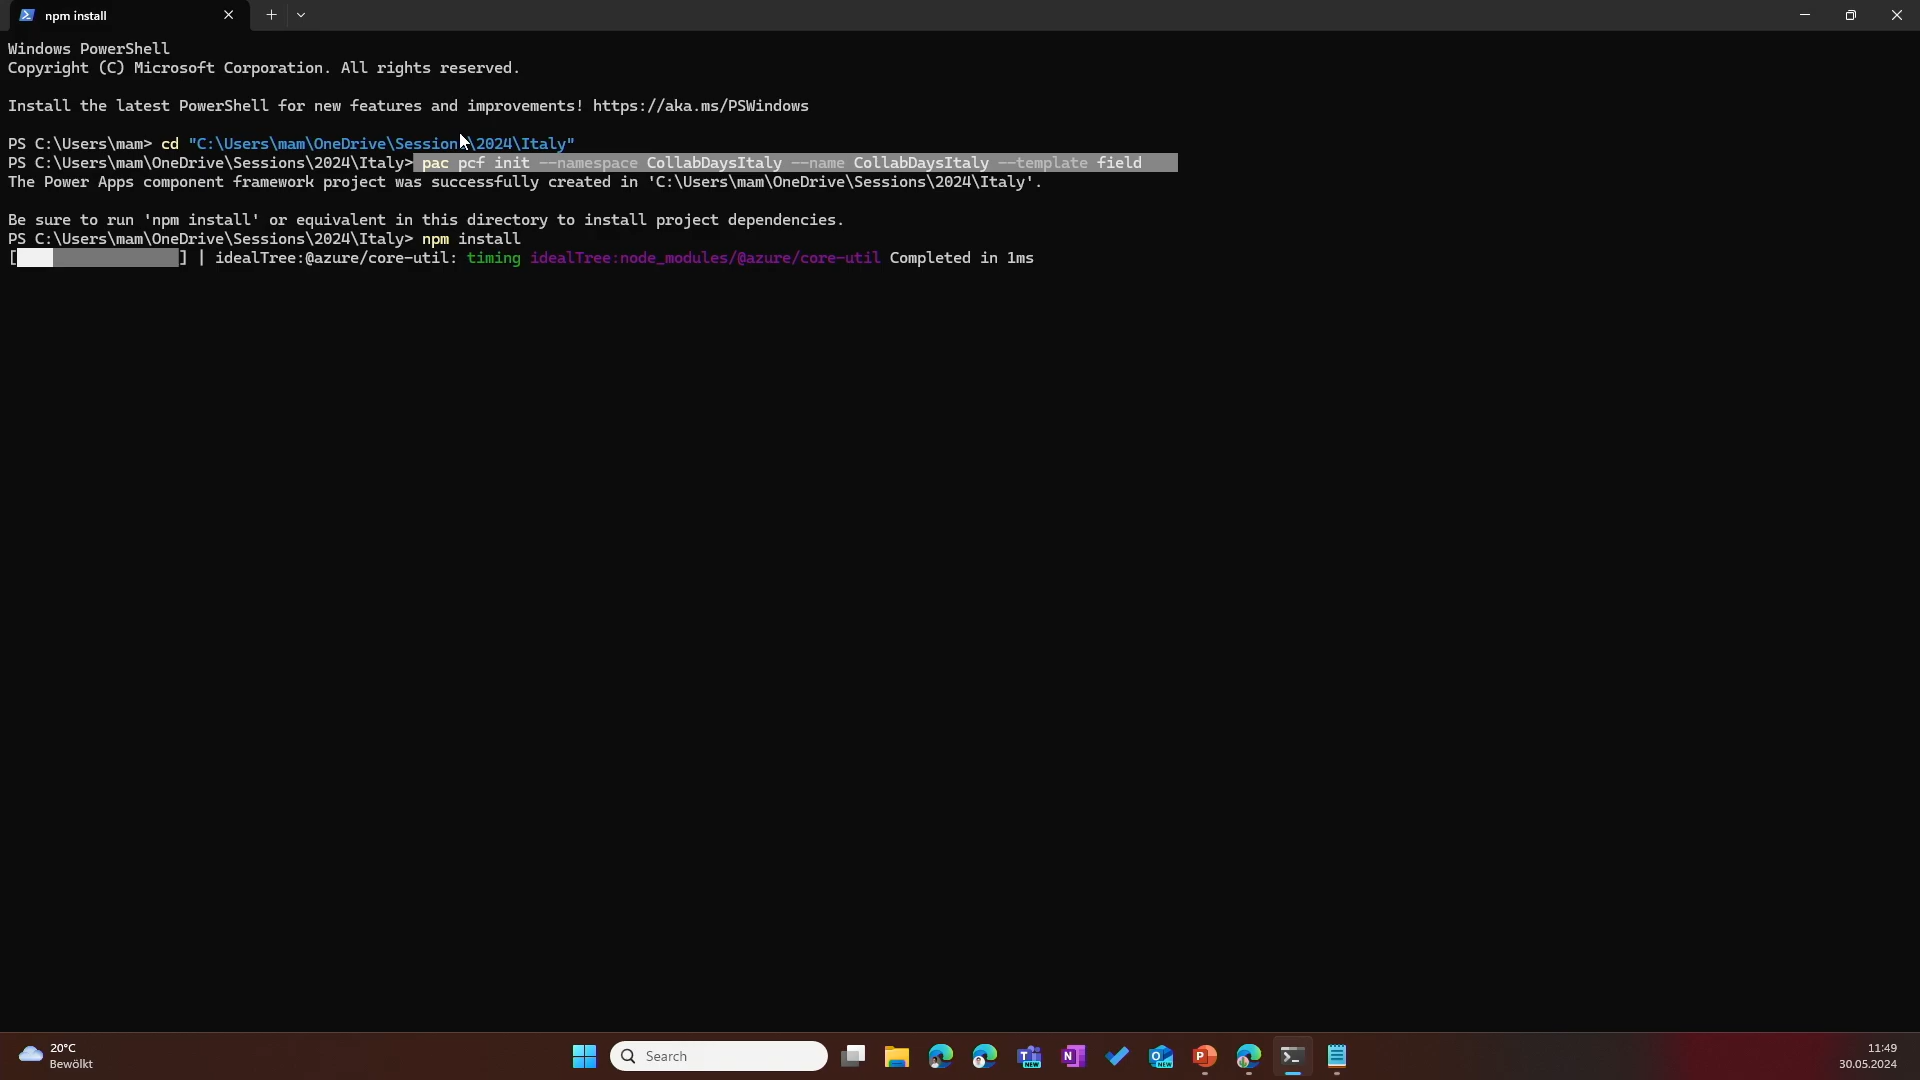 npm install
Windows PowerShell
Copyright (C) Microsoft Corporation. All rights reserved.
Install the latest PowerShell for new features and improvements! https://aka.ms/PSWindows
PS C:\Users\mam> cd "C:\Users\mam\OneDrive\Sessions\2024\Italy"
PS C:\Users\mam\OneDrive\Sessions\2024\Italy> pac pcf init --namespace CollabDaysItaly --name CollabDaysItaly --template field
The Power Apps component framework project was successfully created in 'C:\Users\mam\OneDrive\Sessions\2024\Italy'.
Be sure to run 'npm install' or equivalent in this directory to install project dependencies.
PS C:\Users\mam\OneDrive\Sessions\2024\Italy> npm install
[ ] | idealTree:@azure/core-util: timing idealTree:node_modules/@azure/core-util Completed in 1ms
20°C
Bewölkt
Search
NEW
NEW
11:49
30.05.2024